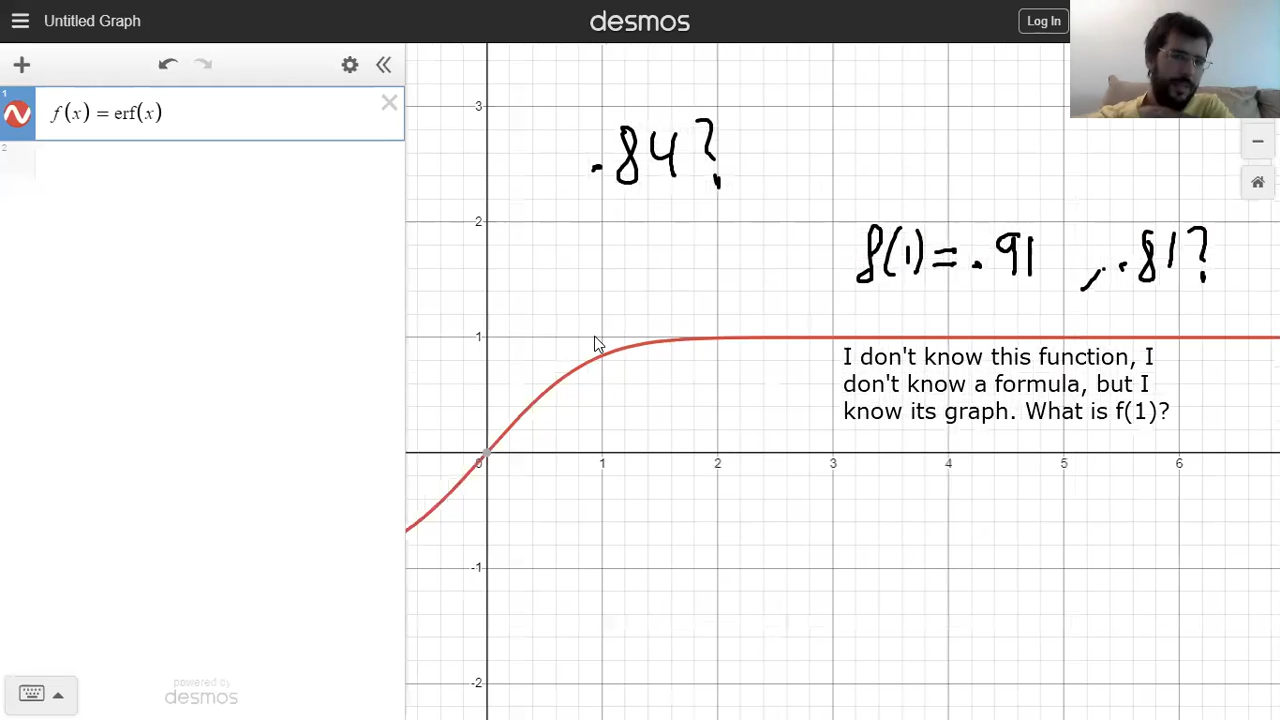 Untitled Graph
desmos
Log In
1
f(x) = erf(x)
2
.84?
f(1) = .91 , .81?
I don't know this function, I
don't know a formula, but I
know its graph. What is f(1)?
3
2
1
0
1
2
3
4
5
6
-1
-2
powered by
desmos